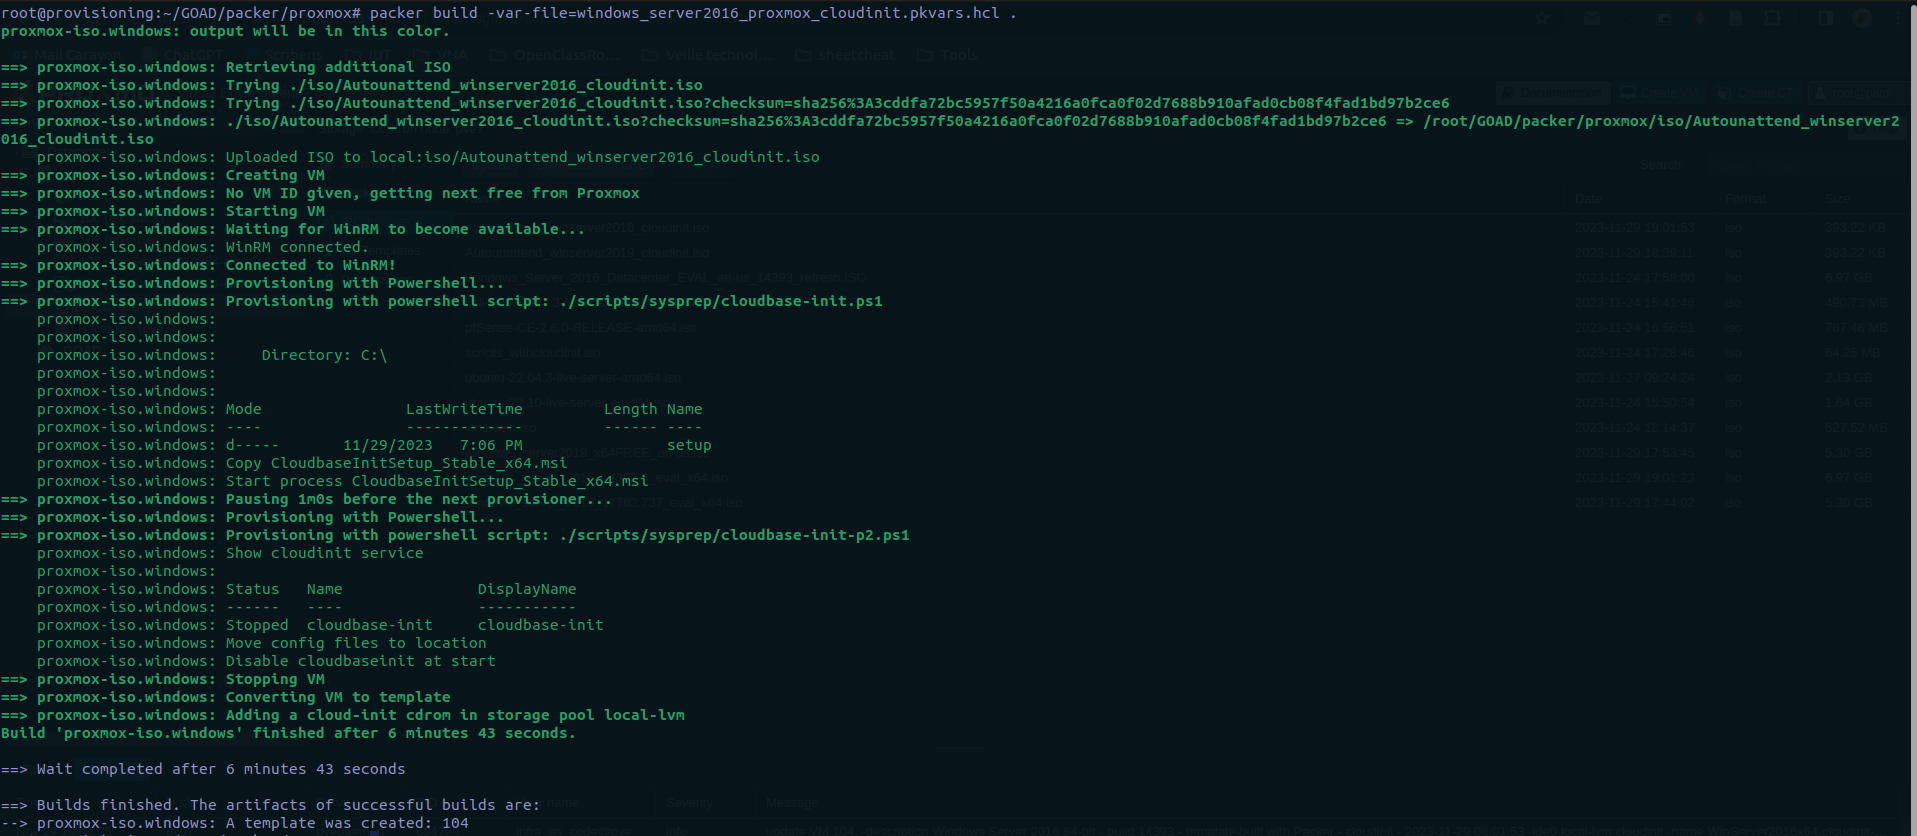 root@provisioning:~/GOAD/packer/proxmox# packer build -var-file=windows_server2016_proxmox_cloudinit.pkvars.hcl .
proxmox-iso.windows: output will be in this color.
==> proxmox-iso.windows: Retrieving additional ISO
==> proxmox-iso.windows: Trying ./iso/Autounattend_winserver2016_cloudinit.iso
==> proxmox-iso.windows: Trying ./iso/Autounattend_winserver2016_cloudinit.iso?checksum=sha256%3A3cddfa72bc5957f50a4216a0fca0f02d7688b910afad0cb08f4fad1bd97b2ce6
==> proxmox-iso.windows: ./iso/Autounattend_winserver2016_cloudinit.iso?checksum=sha256%3A3cddfa72bc5957f50a4216a0fca0f02d7688b910afad0cb08f4fad1bd97b2ce6 => /root/GOAD/packer/proxmox/iso/Autounattend_winserver2
016_cloudinit.iso
proxmox-iso.windows: Uploaded ISO to local:iso/Autounattend_winserver2016_cloudinit.iso
==> proxmox-iso.windows: Creating VM
==> proxmox-iso.windows: No VM ID given, getting next free from Proxmox
==> proxmox-iso.windows: Starting VM
==> proxmox-iso.windows: Waiting for WinRM to become available...
proxmox-iso.windows: WinRM connected.
==> proxmox-iso.windows: Connected to WinRM!
==> proxmox-iso.windows: Provisioning with Powershell...
==> proxmox-iso.windows: Provisioning with powershell script: ./scripts/sysprep/cloudbase-init.ps1
proxmox-iso.windows:
proxmox-iso.windows:
proxmox-iso.windows:     Directory: C:\
proxmox-iso.windows:
proxmox-iso.windows:
proxmox-iso.windows: Mode                LastWriteTime         Length Name
proxmox-iso.windows: ----                -------------         ------ ----
proxmox-iso.windows: d-----       11/29/2023   7:06 PM                setup
proxmox-iso.windows: Copy CloudbaseInitSetup_Stable_x64.msi
proxmox-iso.windows: Start process CloudbaseInitSetup_Stable_x64.msi
==> proxmox-iso.windows: Pausing 1m0s before the next provisioner...
==> proxmox-iso.windows: Provisioning with Powershell...
==> proxmox-iso.windows: Provisioning with powershell script: ./scripts/sysprep/cloudbase-init-p2.ps1
proxmox-iso.windows: Show cloudinit service
proxmox-iso.windows:
proxmox-iso.windows: Status   Name               DisplayName
proxmox-iso.windows: ------   ----               -----------
proxmox-iso.windows: Stopped  cloudbase-init     cloudbase-init
proxmox-iso.windows: Move config files to location
proxmox-iso.windows: Disable cloudbaseinit at start
==> proxmox-iso.windows: Stopping VM
==> proxmox-iso.windows: Converting VM to template
==> proxmox-iso.windows: Adding a cloud-init cdrom in storage pool local-lvm
Build 'proxmox-iso.windows' finished after 6 minutes 43 seconds.
==> Wait completed after 6 minutes 43 seconds
==> Builds finished. The artifacts of successful builds are:
--> proxmox-iso.windows: A template was created: 104